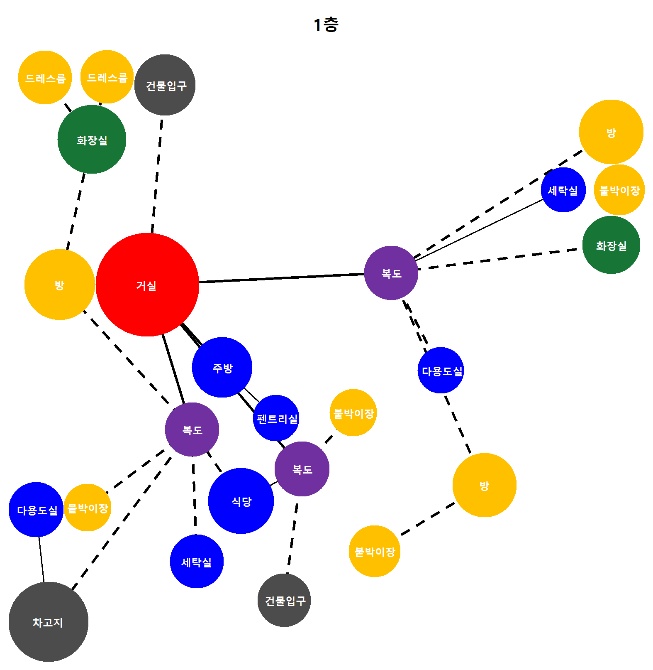 1층
드레스룸
드레스룸
건물입구
방
화장실
세탁실
붙박이장
화장실
복도
방
거실
주방
다용도실
펜트리실
붙박이장
복도
복도
방
식당
다용도실
붙박이장
세탁실
붙박이장
건물입구
차고지